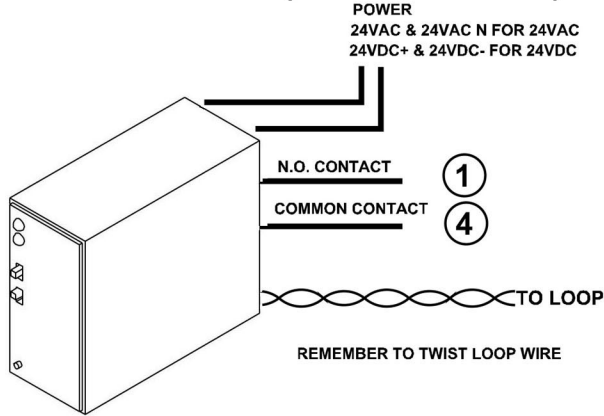 POWER
24VAC & 24VAC N FOR 24VAC
24VDC+ & 24VDC- FOR 24VDC
N.O. CONTACT
1
COMMON CONTACT
4
TO LOOP
REMEMBER TO TWIST LOOP WIRE